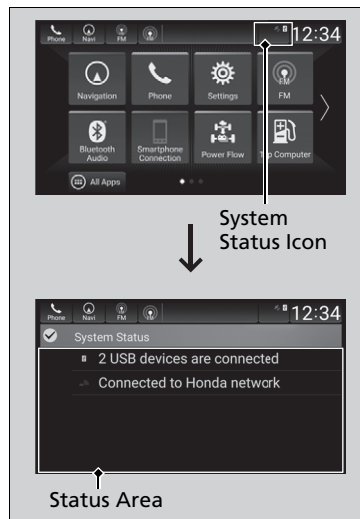 Phone Navi FM 12:34
Navigation Phone Settings FM
Bluetooth Smartphone Power Flow Trip Computer
Audio Connection
All Apps
System
Status Icon
Phone Navi FM 12:34
System Status
2 USB devices are connected
Connected to Honda network
Status Area